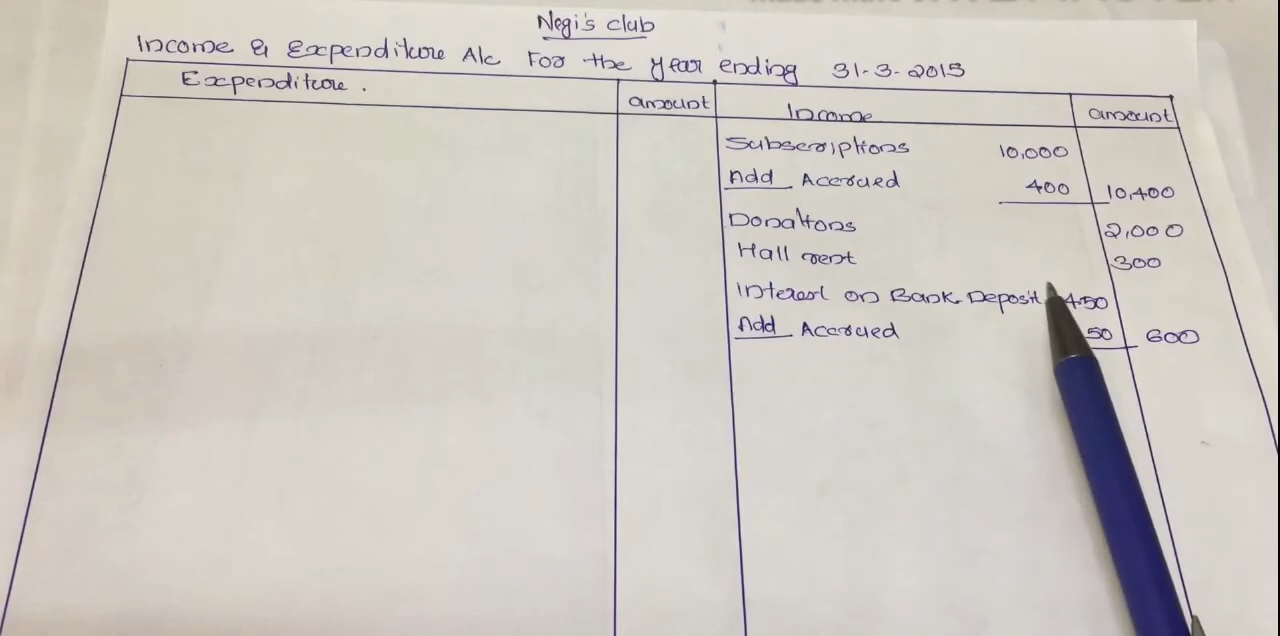 Negi's club
Income & Expenditure A/c For the Year ending 31-3-2015
Expenditure. amount Income amount
Subscriptions 10,000
Add Accrued 400 10,400
Donations 2,000
Hall rent 300
Interest on Bank Deposit 450
Add Accrued 50 600